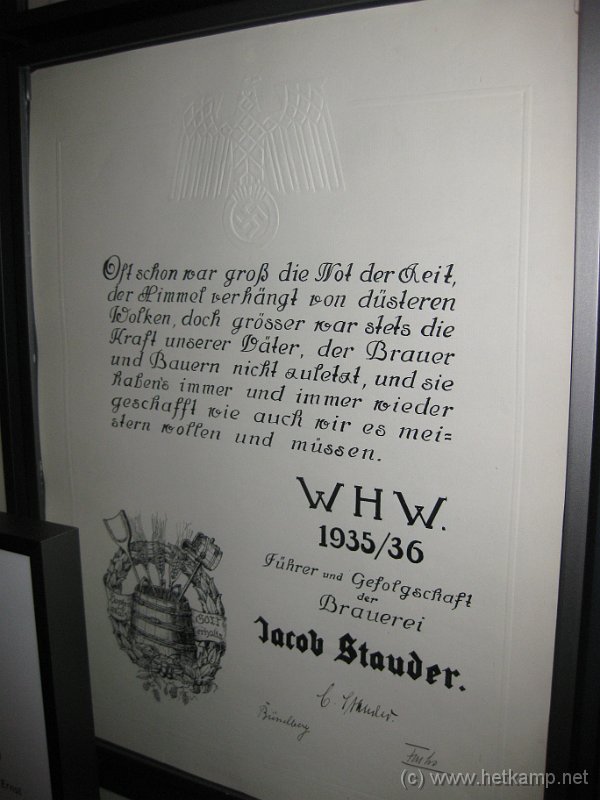 Oft schon war groß die Not der Zeit,
der Himmel verhängt von düsteren
Wolken, doch grösser war stets die
Kraft unserer Väter, der Brauer
und Bauern nicht zuletzt, und sie
haben's immer und immer wieder
geschafft wie auch wir es mei=
stern wollen und müssen.
WHW.
1935/36
Führer und Gefolgschaft
der
Brauerei
Jacob Stauder.
C. Stauder.
(c) www.hetkamp.net